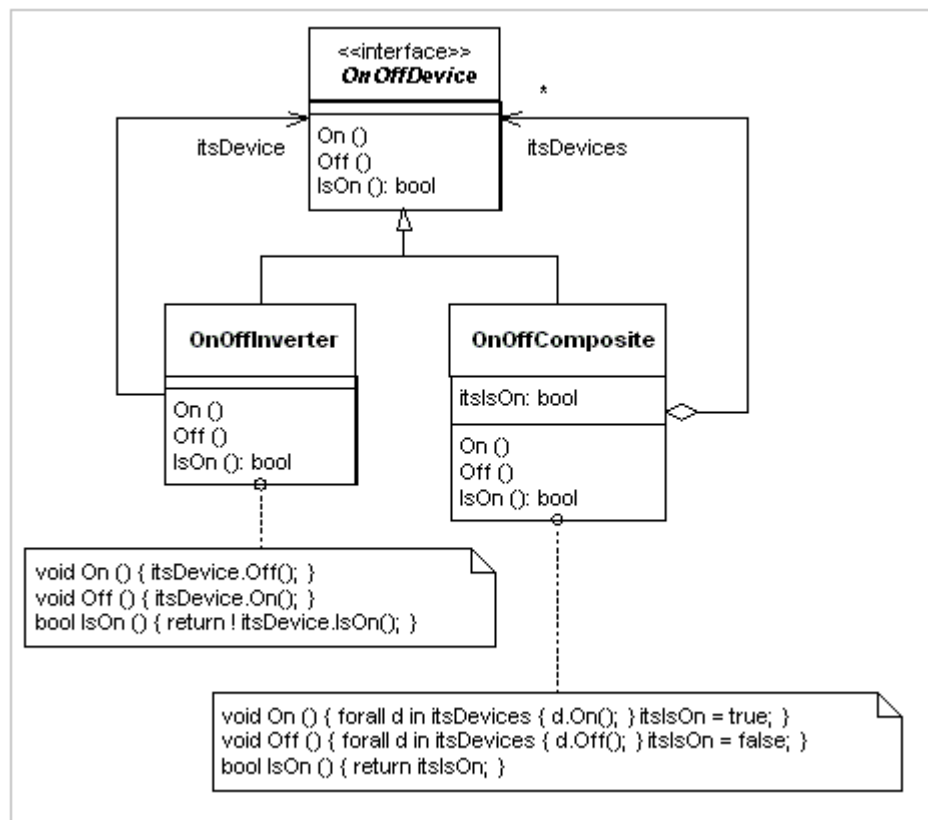 <<interface>>
OnOffDevice
*
itsDevice
itsDevices
On ()
Off ()
IsOn (): bool
OnOffInverter
On ()
Off ()
IsOn (): bool
OnOffComposite
itsIsOn: bool
On ()
Off ()
IsOn (): bool
void On () { itsDevice.Off(); }
void Off () { itsDevice.On(); }
bool IsOn () { return ! itsDevice.IsOn(); }
void On () { forall d in itsDevices { d.On(); } itsIsOn = true; }
void Off () { forall d in itsDevices { d.Off(); } itsIsOn = false; }
bool IsOn () { return itsIsOn; }